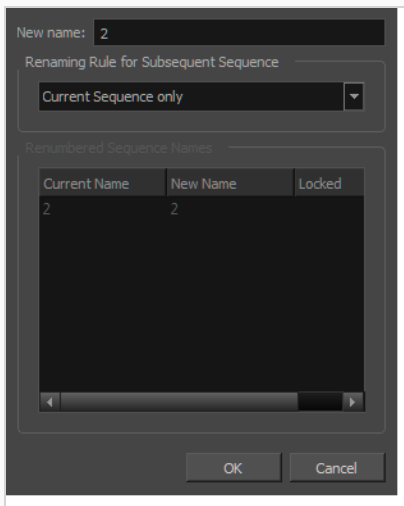 New name: 2
Renaming Rule for Subsequent Sequence
Current Sequence only
Renumbered Sequence Names
Current Name New Name Locked
2 2
OK Cancel